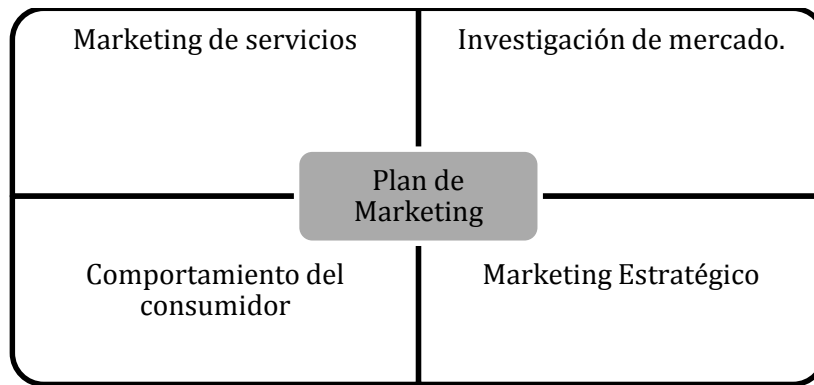 Marketing de servicios
Investigación de mercado.
Plan de
Marketing
Comportamiento del
consumidor
Marketing Estratégico